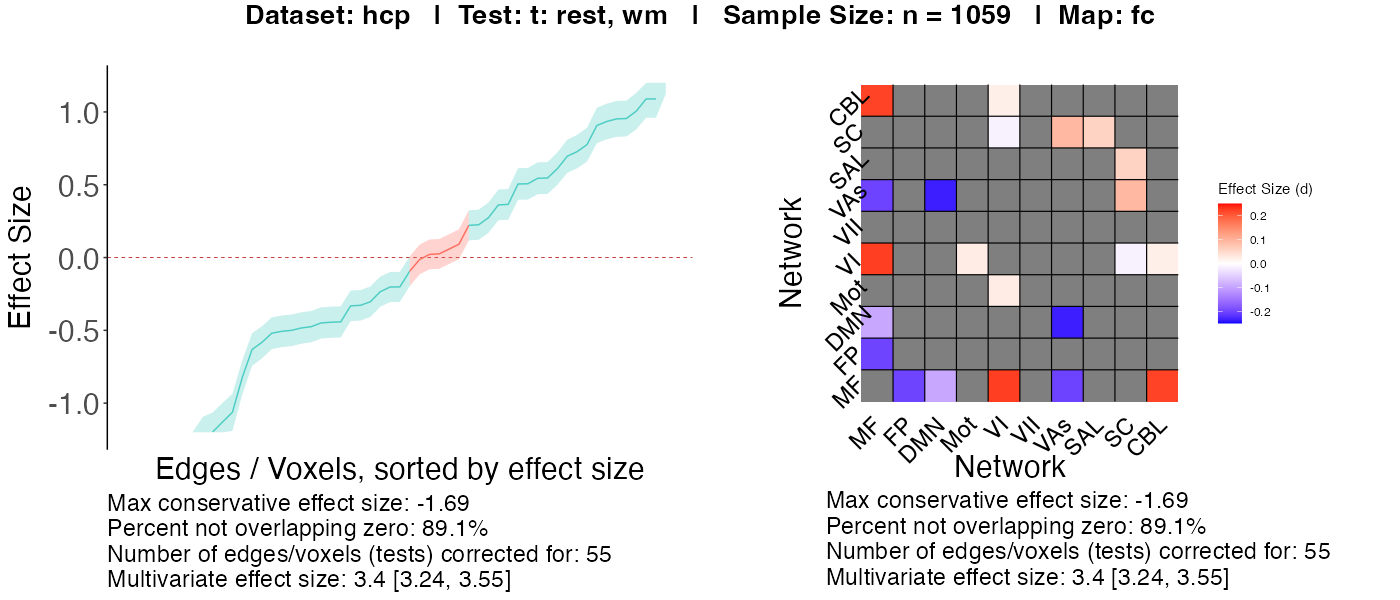 Dataset: hcp | Test: t: rest, wm | Sample Size: n = 1059 | Map: fc
Effect Size
1.0
0.5
0.0
-0.5
-1.0
Edges / Voxels, sorted by effect size
Max conservative effect size: -1.69
Percent not overlapping zero: 89.1%
Number of edges/voxels (tests) corrected for: 55
Multivariate effect size: 3.4 [3.24, 3.55]
Network
CBL
SC
SAL
VAs
VII
VI
Mot
DMN
FP
MF
MF FP DMN Mot VI VII VAs SAL SC CBL
Network
Effect Size (d)
0.2
0.1
0.0
-0.1
-0.2
Max conservative effect size: -1.69
Percent not overlapping zero: 89.1%
Number of edges/voxels (tests) corrected for: 55
Multivariate effect size: 3.4 [3.24, 3.55]